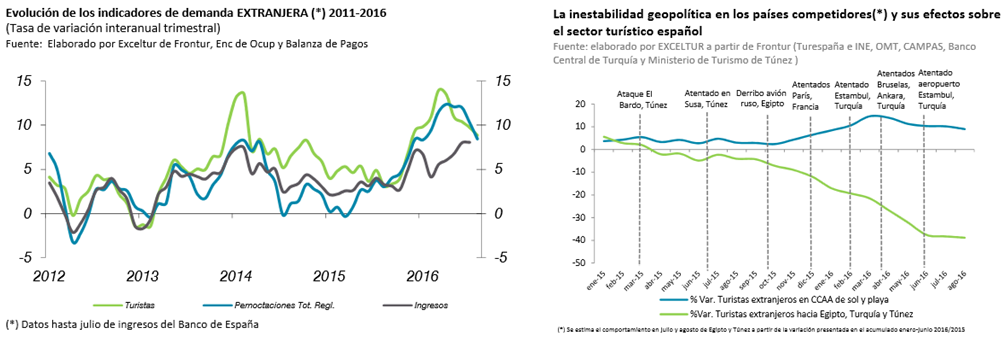 Evolución de los indicadores de demanda EXTRANJERA (*) 2011-2016
(Tasa de variación interanual trimestral)
Fuente: Elaborado por Exceltur de Frontur, Enc de Ocup y Balanza de Pagos
15
10
5
0
-5
15
10
5
0
-5
2012
2013
2014
2015
2016
Turistas
Pernoctaciones Tot. Regl.
Ingresos
(*) Datos hasta julio de ingresos del Banco de España
La inestabilidad geopolítica en los países competidores(*) y sus efectos sobre
el sector turístico español
Fuente: elaborado por EXCELTUR a partir de Frontur (Turespaña e INE, OMT, CAMPAS, Banco
Central de Turquía y Ministerio de Turismo de Túnez )
Ataque El
Bardo, Túnez
Atentado en
Susa, Túnez
Derribo avión
ruso, Egipto
Atentados
París,
Francia
Atentado
Estambul,
Turquía
Atentados
Bruselas,
Ankara,
Turquía
Atentado
aeropuerto
Estambul,
Turquía
20
10
0
-10
-20
-30
-40
-50
ene-15
feb-15
mar-15
abr-15
may-15
jun-15
jul-15
ago-15
sep-15
oct-15
nov-15
dic-15
ene-16
feb-16
mar-16
abr-16
may-16
jun-16
jul-16
ago-16
% Var. Turistas extranjeros en CCAA de sol y playa
%Var. Turistas extranjeros hacia Egipto, Turquía y Túnez
(*) Se estima el comportamiento en julio y agosto de Egipto y Túnez a partir de la variación presentada en el acumulado enero-junio 2016/2015